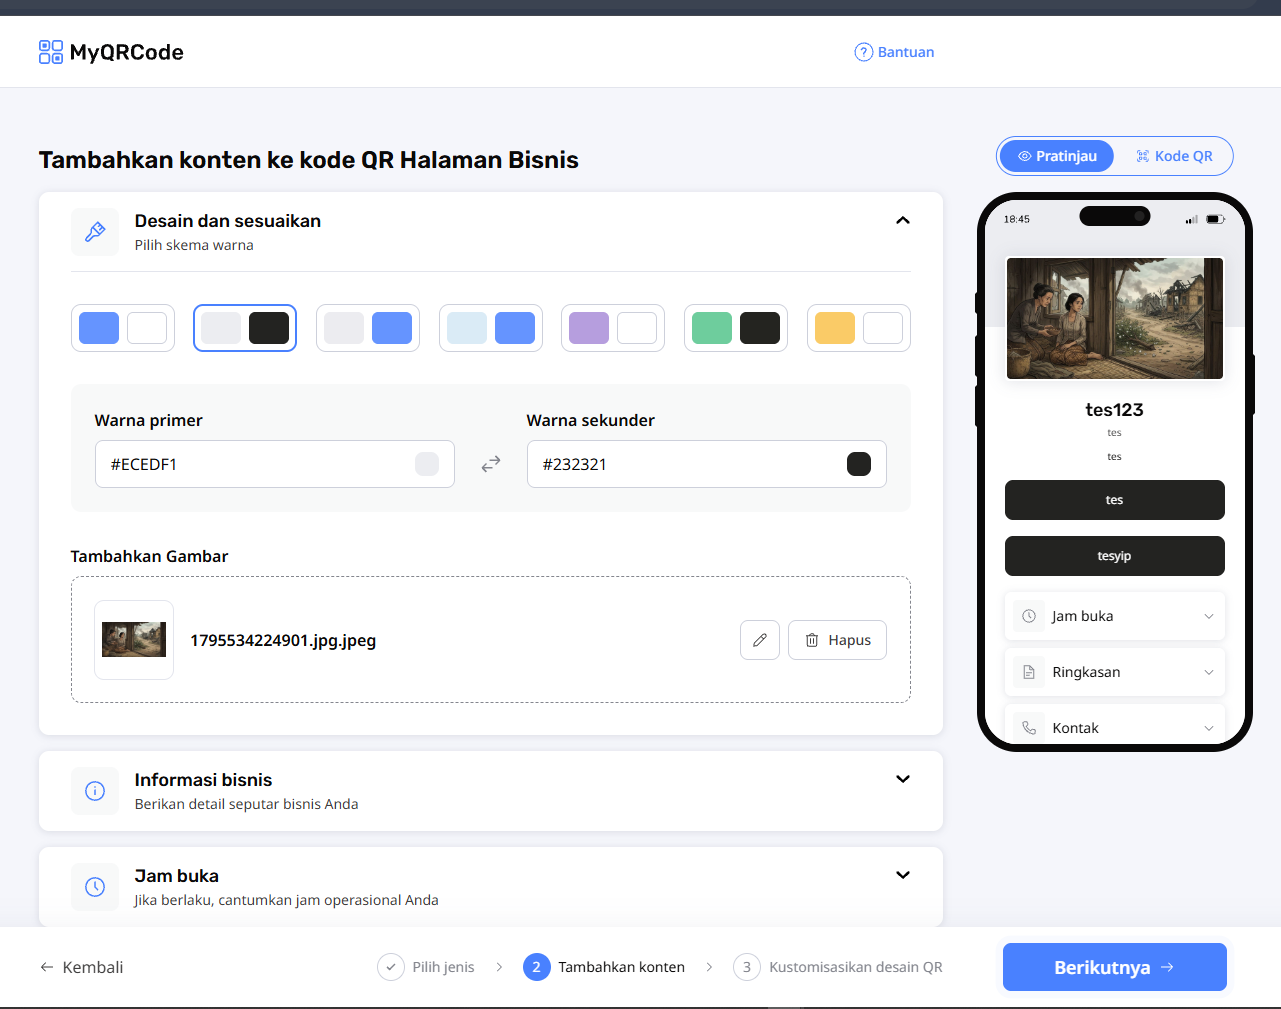 MyQRCode
Bantuan
Tambahkan konten ke kode QR Halaman Bisnis
Pratinjau
Kode QR
Desain dan sesuaikan
Pilih skema warna
Warna primer
Warna sekunder
#ECEDF1
#232321
Tambahkan Gambar
1795534224901.jpg.jpeg
Hapus
Informasi bisnis
Berikan detail seputar bisnis Anda
Jam buka
Jika berlaku, cantumkan jam operasional Anda
18:45
tes123
tes
tes
tes
tesyip
Jam buka
Ringkasan
Kontak
Kembali
Pilih jenis
2
Tambahkan konten
3
Kustomisasikan desain QR
Berikutnya